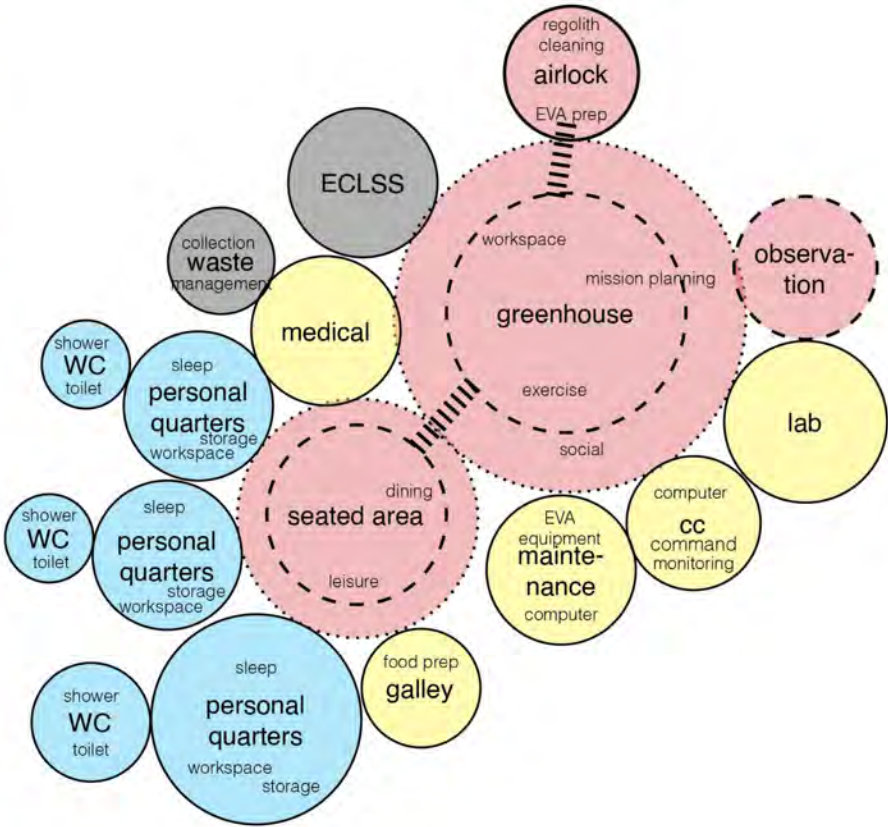 regolith
cleaning
airlock
EVA prep
ECLSS
collection
waste
management
workspace
mission planning
greenhouse
exercise
social
observa-
tion
medical
shower
WC
toilet
sleep
personal
quarters
storage
workspace
lab
dining
seated area
leisure
computer
cc
command
monitoring
EVA
equipment
mainte-
nance
computer
shower
WC
toilet
sleep
personal
quarters
storage
workspace
food prep
galley
shower
WC
toilet
sleep
personal
quarters
workspace
storage